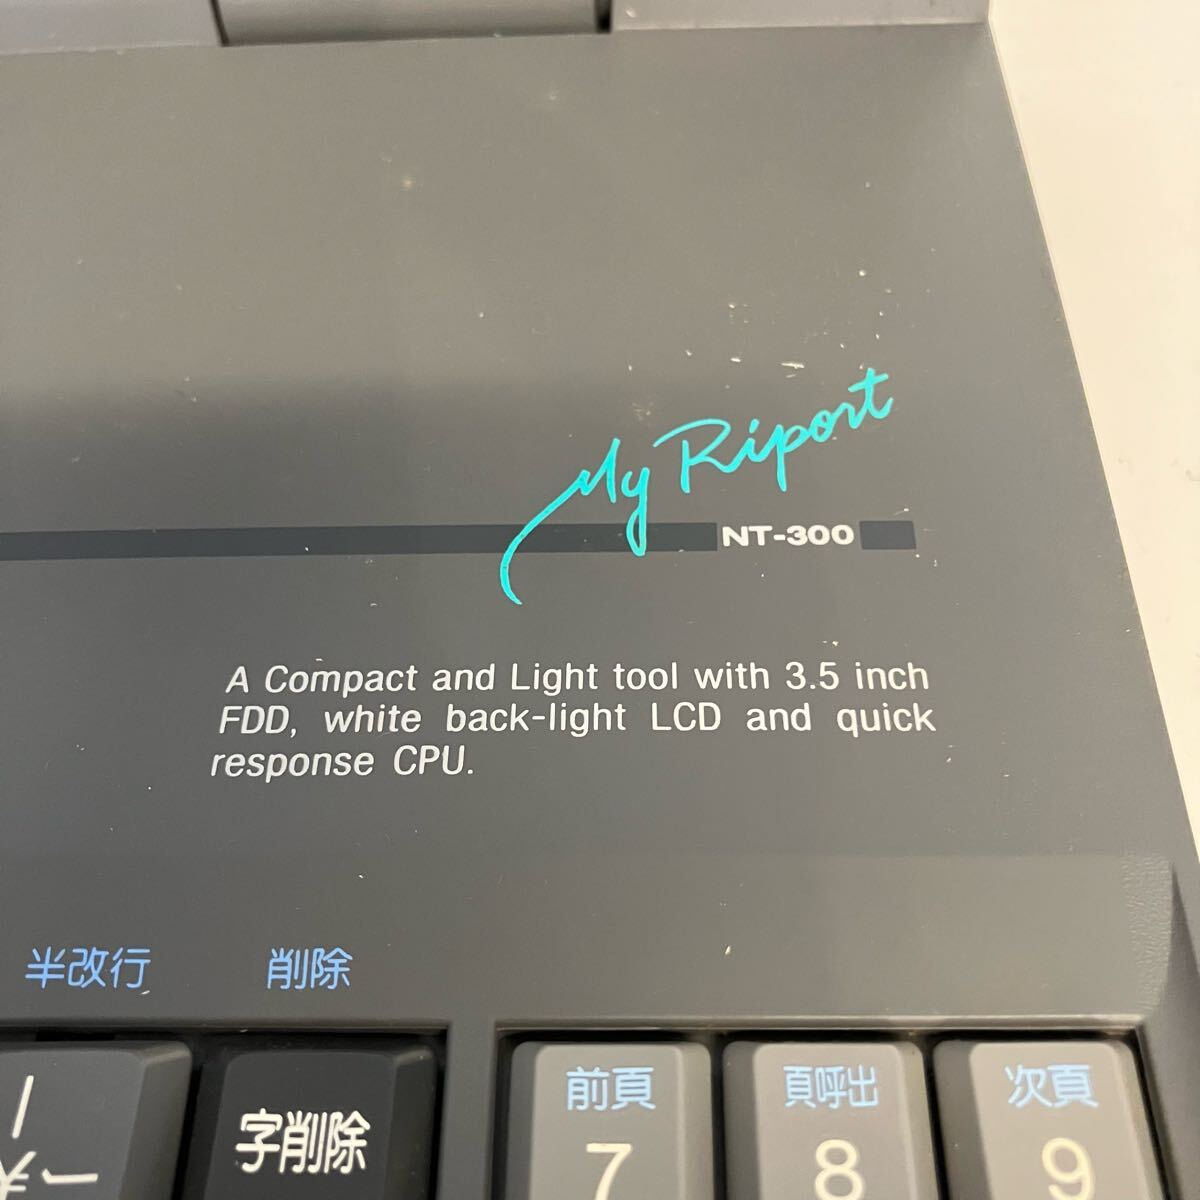 My Riport
NT-300
A Compact and Light tool with 3.5 inch
FDD, white back-light LCD and quick
response CPU.
半改行 削除
前頁 頁呼出 次頁
字削除
7 8 9
| ¥ ー